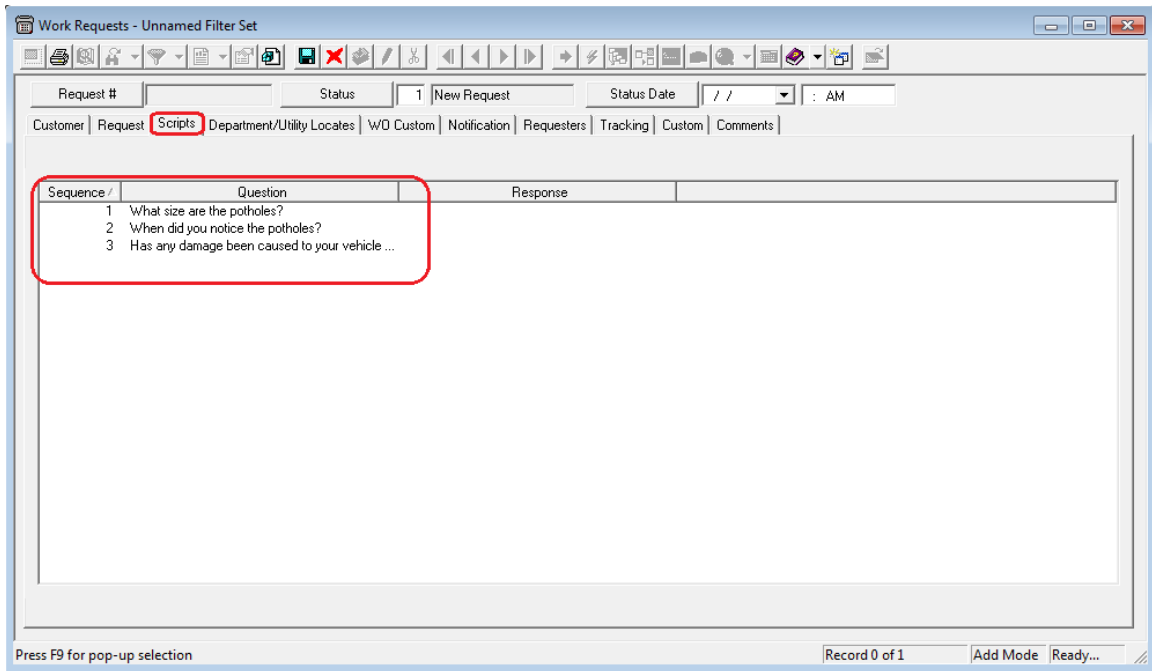 Work Requests - Unnamed Filter Set
Request # Status 1 New Request Status Date / / : AM
Customer Request Scripts Department/Utility Locates WO Custom Notification Requesters Tracking Custom Comments
Sequence / Question Response
1 What size are the potholes?
2 When did you notice the potholes?
3 Has any damage been caused to your vehicle ...
Press F9 for pop-up selection Record 0 of 1 Add Mode Ready...